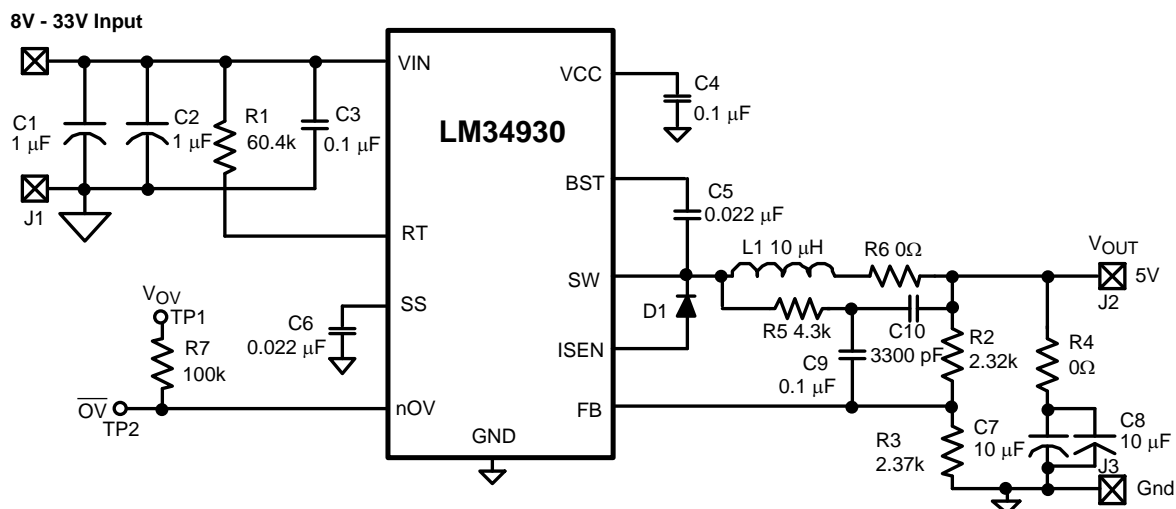 8V - 33V Input
VIN
VCC
C4
0.1 μF
LM34930
C1
1 μF
C2
1 μF
R1
60.4k
C3
0.1 μF
J1
BST
C5
0.022 μF
RT
L1 10 μH
R6 0Ω
VOUT
5V
J2
SW
D1
R5 4.3k
C10
3300 pF
R2
2.32k
R4
0Ω
VOV
TP1
SS
C6
0.022 μF
R7
100k
ISEN
C9
0.1 μF
OV
TP2
nOV
FB
GND
R3
2.37k
C7
10 μF
C8
10 μF
J3
Gnd